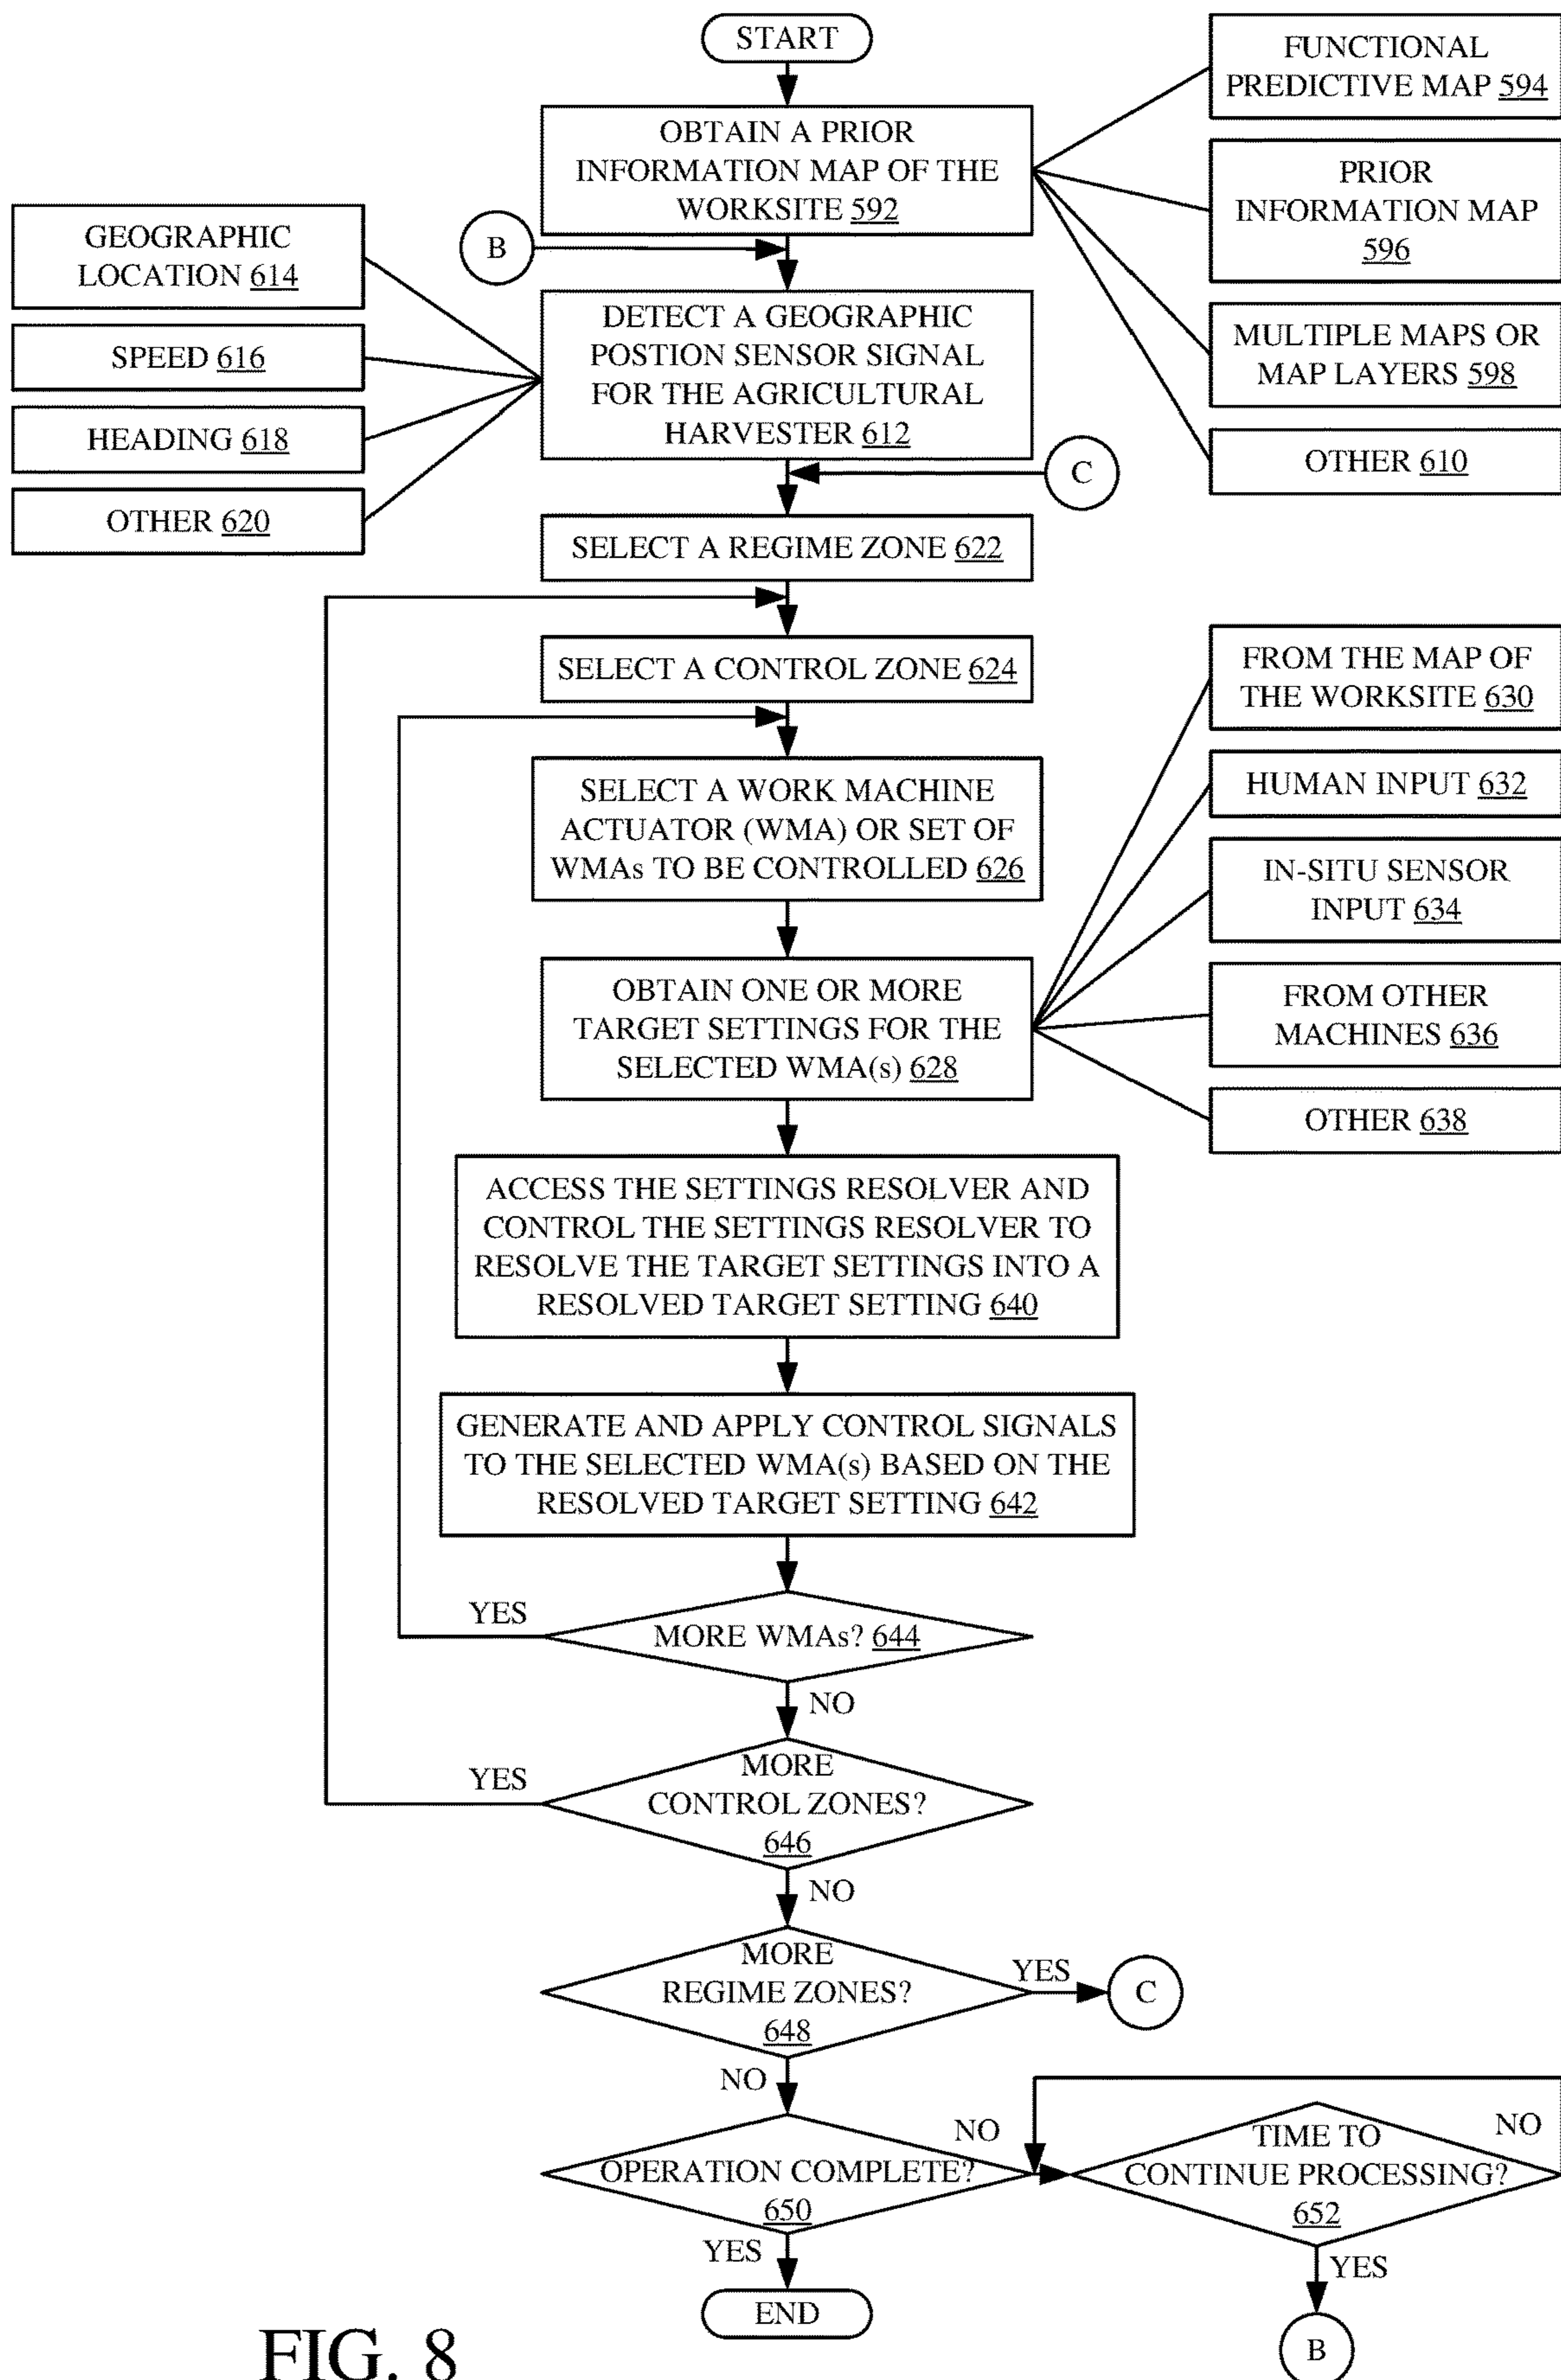 START
OBTAIN A PRIOR
INFORMATION MAP OF THE
WORKSITE 592
FUNCTIONAL
PREDICTIVE MAP 594
PRIOR
INFORMATION MAP
596
MULTIPLE MAPS OR
MAP LAYERS 598
OTHER 610
B
GEOGRAPHIC
LOCATION 614
SPEED 616
HEADING 618
OTHER 620
DETECT A GEOGRAPHIC
POSTION SENSOR SIGNAL
FOR THE AGRICULTURAL
HARVESTER 612
C
SELECT A REGIME ZONE 622
SELECT A CONTROL ZONE 624
SELECT A WORK MACHINE
ACTUATOR (WMA) OR SET OF
WMAs TO BE CONTROLLED 626
OBTAIN ONE OR MORE
TARGET SETTINGS FOR THE
SELECTED WMA(s) 628
FROM THE MAP OF
THE WORKSITE 630
HUMAN INPUT 632
IN-SITU SENSOR
INPUT 634
FROM OTHER
MACHINES 636
OTHER 638
ACCESS THE SETTINGS RESOLVER AND
CONTROL THE SETTINGS RESOLVER TO
RESOLVE THE TARGET SETTINGS INTO A
RESOLVED TARGET SETTING 640
GENERATE AND APPLY CONTROL SIGNALS
TO THE SELECTED WMA(s) BASED ON THE
RESOLVED TARGET SETTING 642
YES
MORE WMAs? 644
NO
YES
MORE
CONTROL ZONES?
646
NO
MORE
REGIME ZONES?
648
YES
C
NO
OPERATION COMPLETE?
650
NO
TIME TO
CONTINUE PROCESSING?
652
NO
YES
END
YES
B
FIG. 8